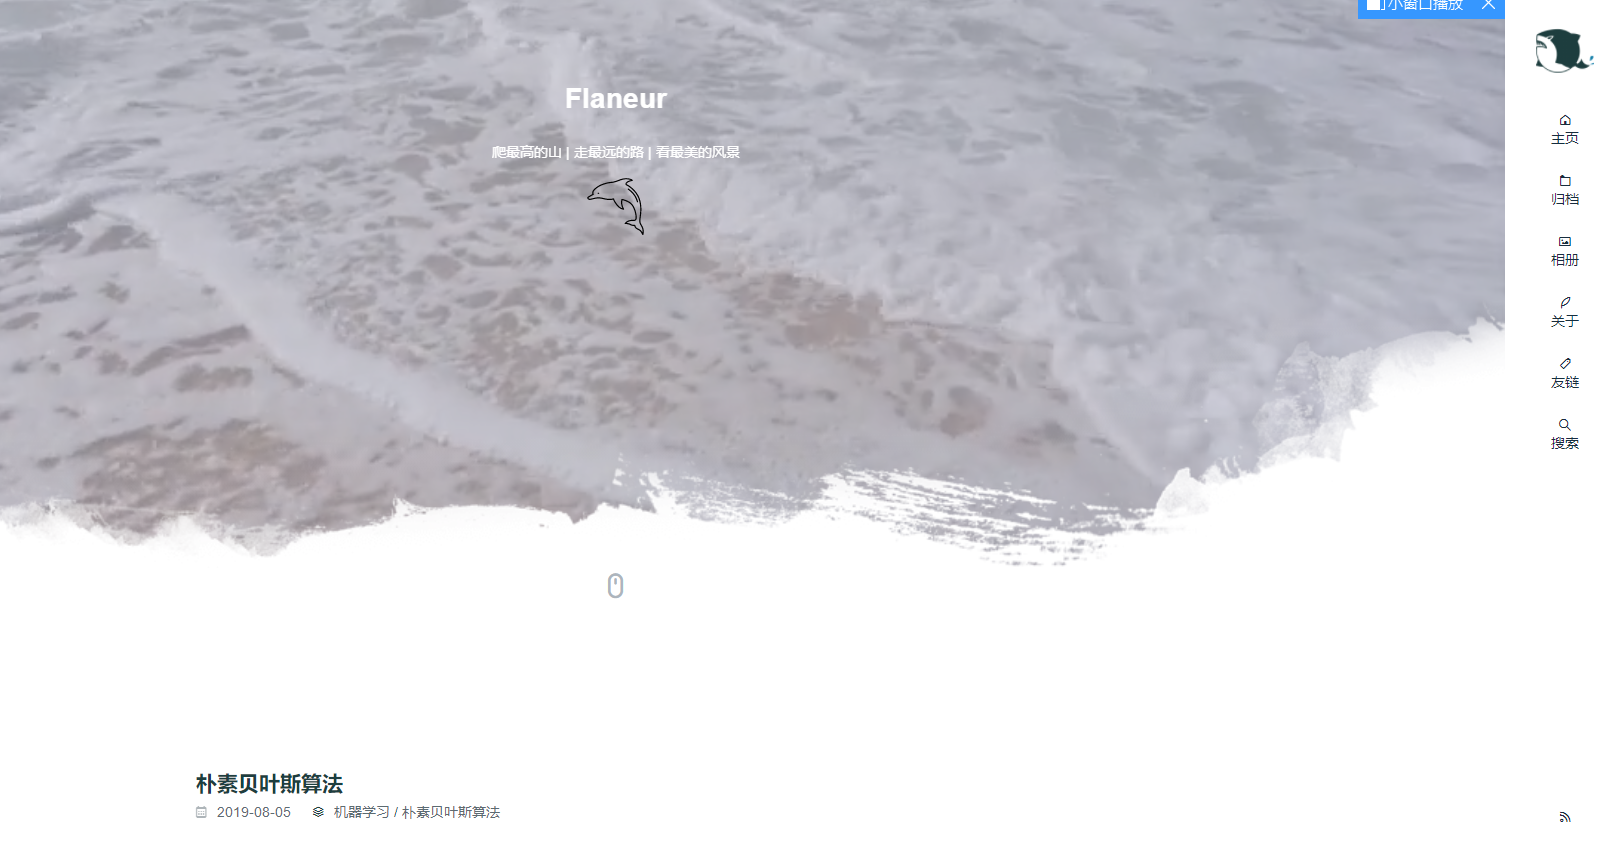 小窗口播放
Flaneur
爬最高的山 | 走最远的路 | 看最美的风景
主页
归档
相册
关于
友链
搜索
朴素贝叶斯算法
2019-08-05 机器学习 / 朴素贝叶斯算法